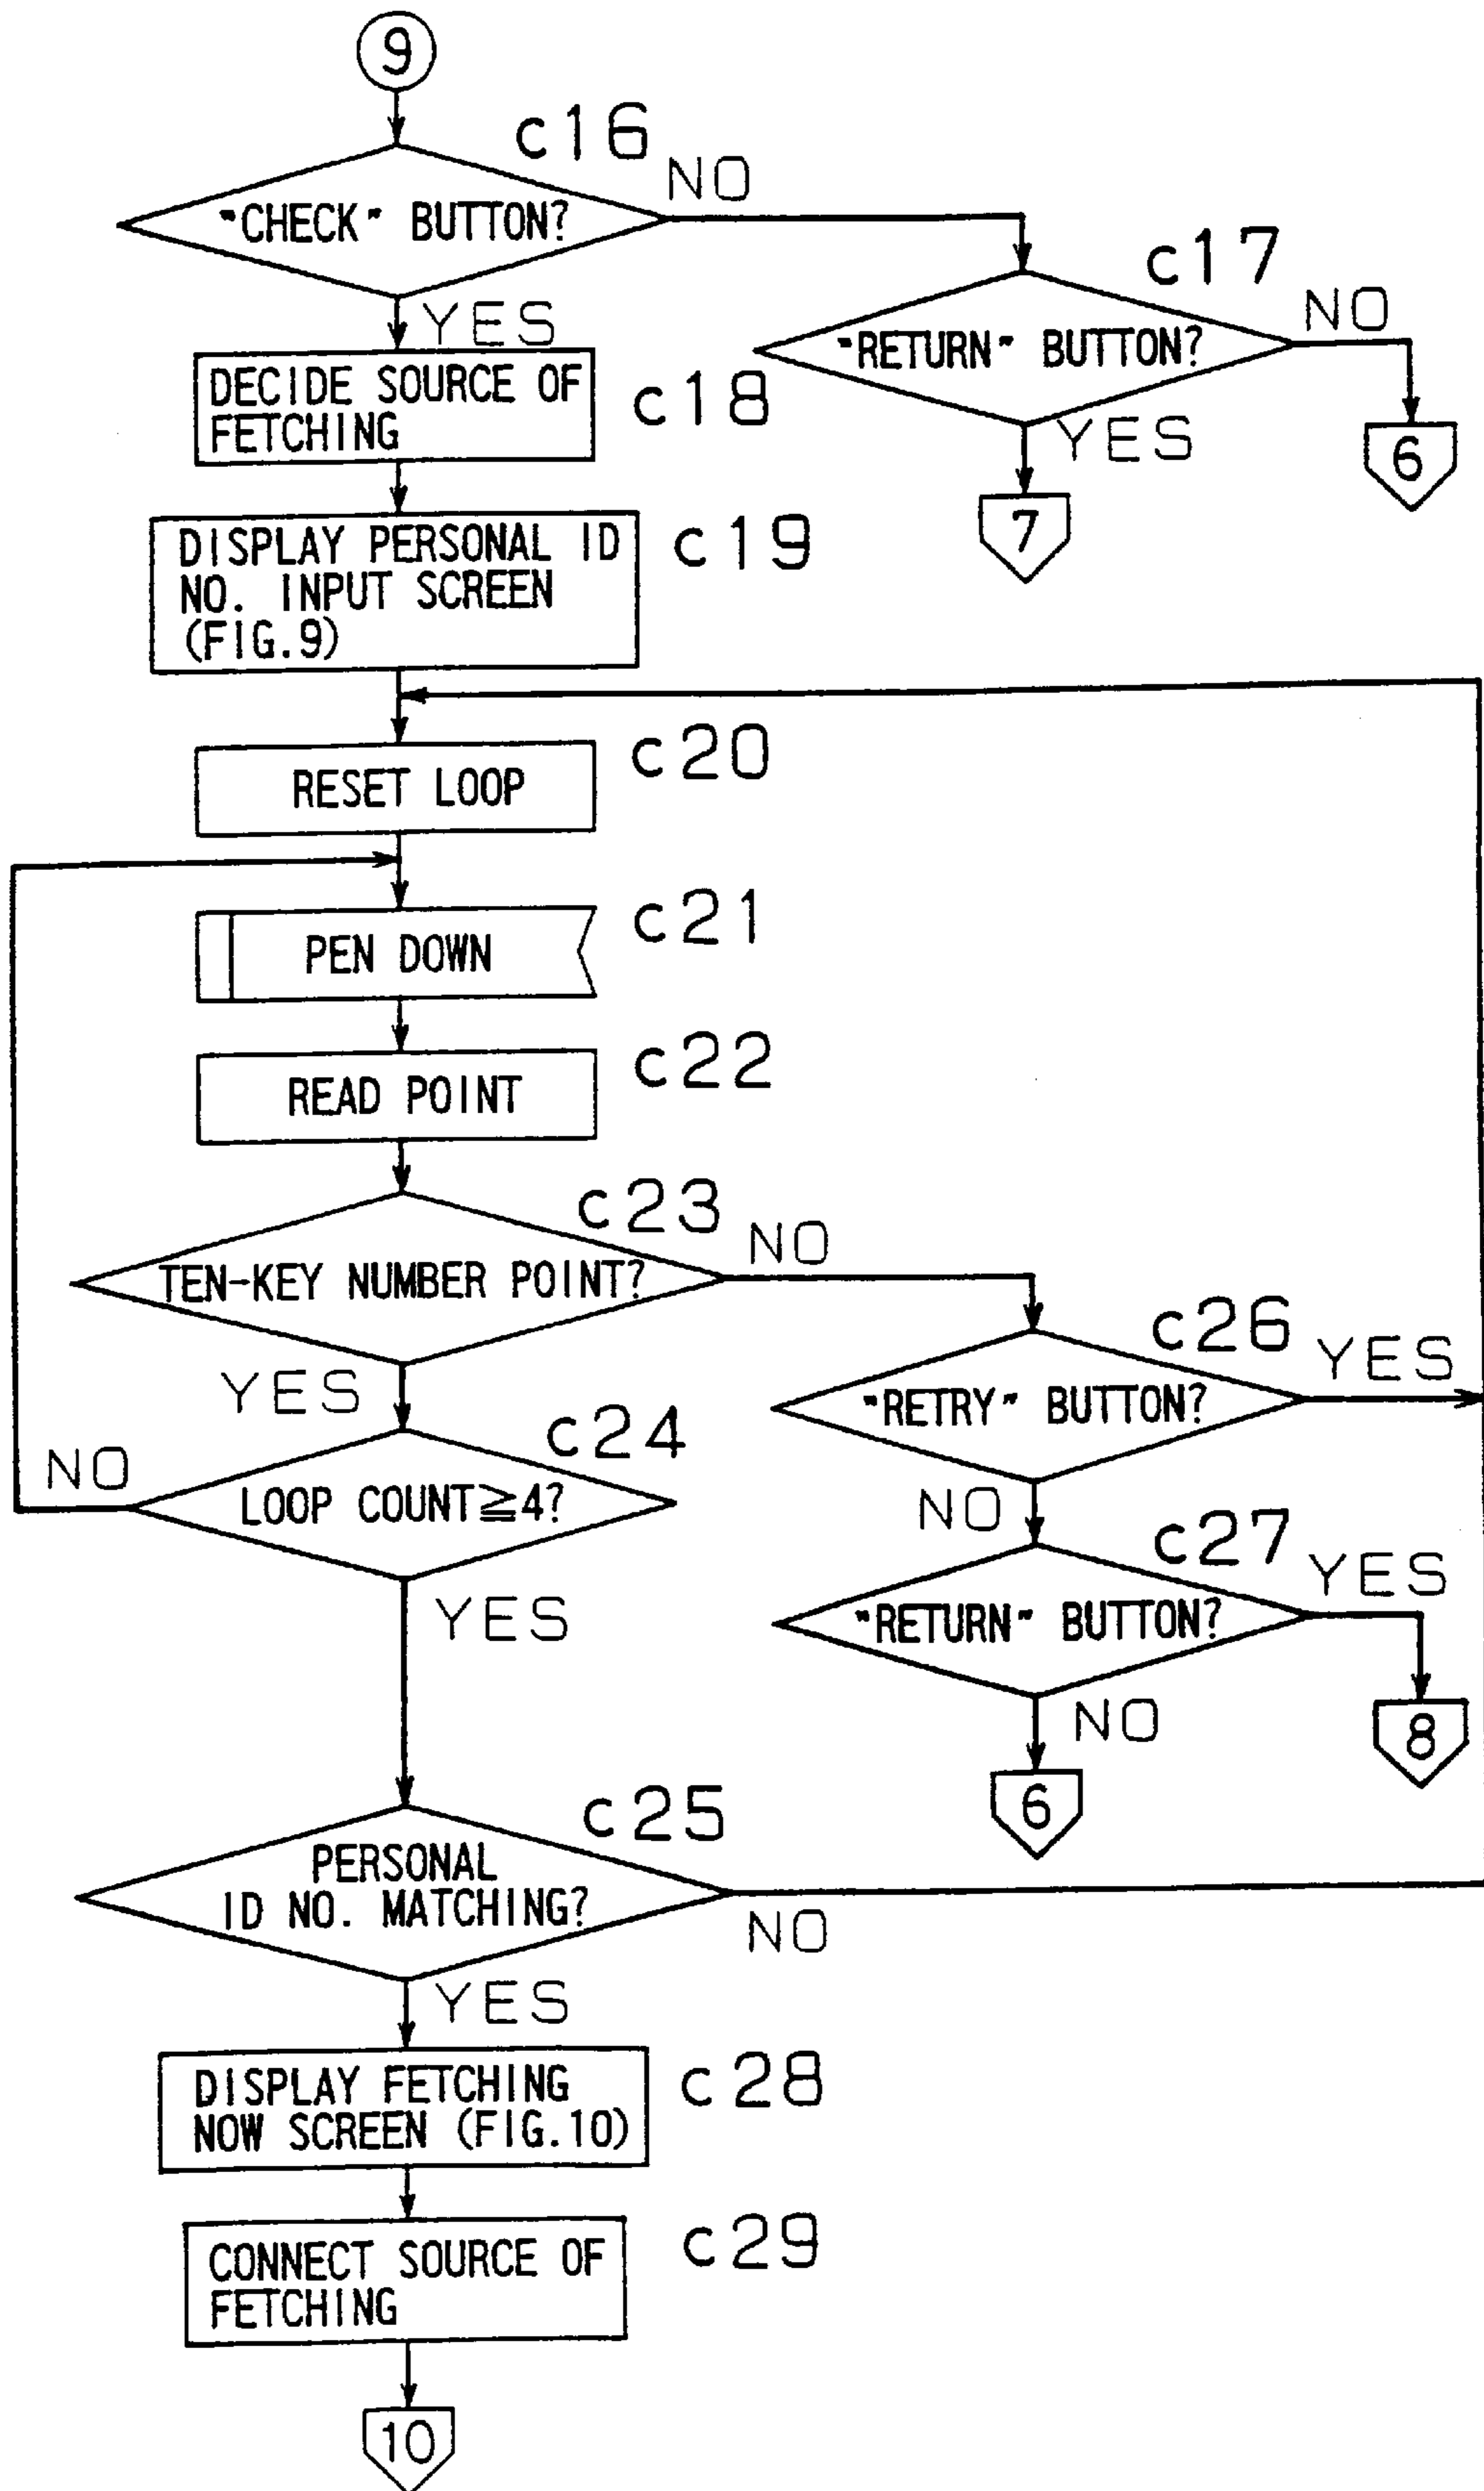 9
c16
NO
"CHECK" BUTTON?
c17
YES
NO
"RETURN" BUTTON?
DECIDE SOURCE OF
FETCHING
c18
YES
6
7
DISPLAY PERSONAL ID
NO. INPUT SCREEN
(FIG.9)
c19
c20
RESET LOOP
c21
PEN DOWN
c22
READ POINT
c23
NO
TEN-KEY NUMBER POINT?
YES
c26
YES
"RETRY" BUTTON?
c24
NO
LOOP COUNT≧4?
NO
c27
YES
"RETURN" BUTTON?
YES
NO
8
6
c25
PERSONAL
ID NO. MATCHING?
NO
YES
DISPLAY FETCHING
NOW SCREEN (FIG.10)
c28
CONNECT SOURCE OF
FETCHING
c29
10